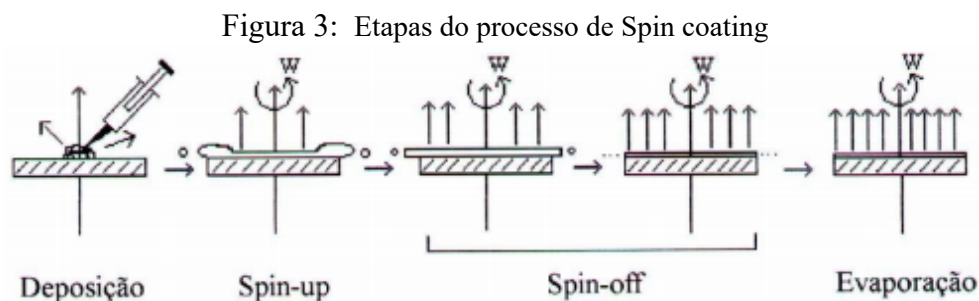 Figura 3: Etapas do processo de Spin coating
W W W W
Deposição Spin-up Spin-off Evaporação